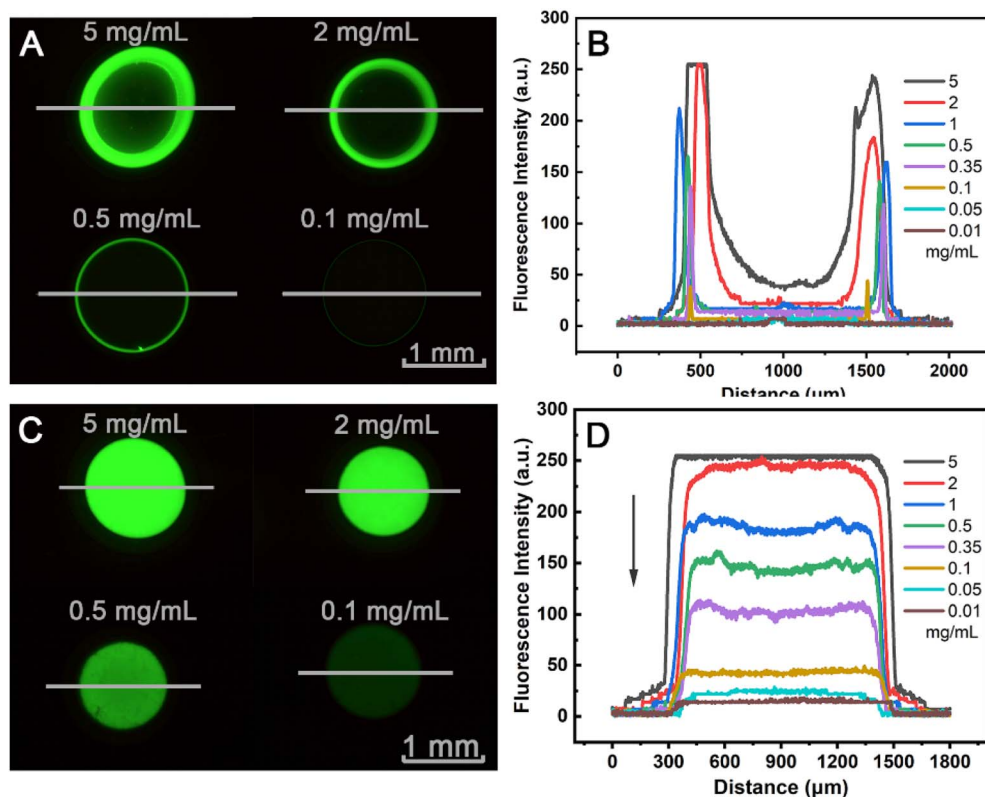 A
5 mg/mL
2 mg/mL
0.5 mg/mL
0.1 mg/mL
1 mm
B
Fluorescence Intensity (a.u.)
300
250
200
150
100
50
0
5
2
1
0.5
0.35
0.1
0.05
0.01
mg/mL
0
500
1000
1500
2000
Distance (µm)
C
5 mg/mL
2 mg/mL
0.5 mg/mL
0.1 mg/mL
1 mm
D
Fluorescence Intensity (a.u.)
300
250
200
150
100
50
0
5
2
1
0.5
0.35
0.1
0.05
0.01
mg/mL
0
300
600
900
1200
1500
1800
Distance (µm)